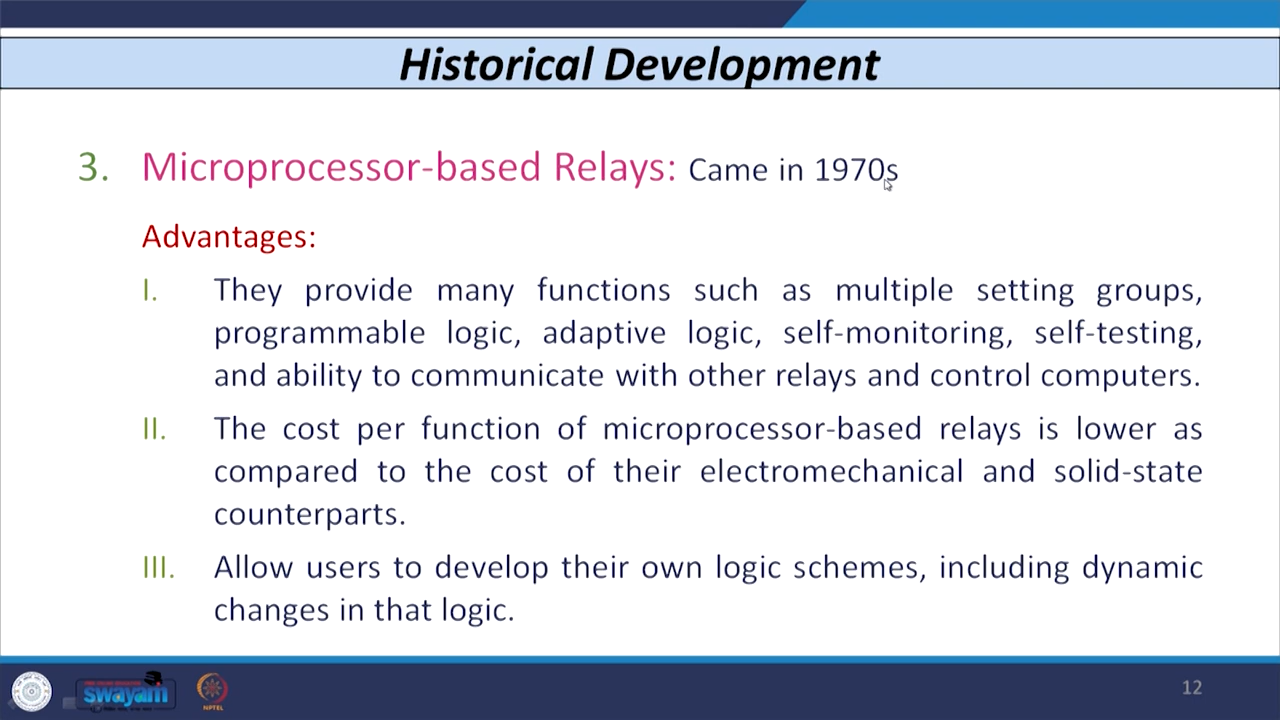 Historical Development
3. Microprocessor-based Relays: Came in 1970s
Advantages:
I. They provide many functions such as multiple setting groups,
programmable logic, adaptive logic, self-monitoring, self-testing,
and ability to communicate with other relays and control computers.
II. The cost per function of microprocessor-based relays is lower as
compared to the cost of their electromechanical and solid-state
counterparts.
III. Allow users to develop their own logic schemes, including dynamic
changes in that logic.
swayam
NPTEL
12